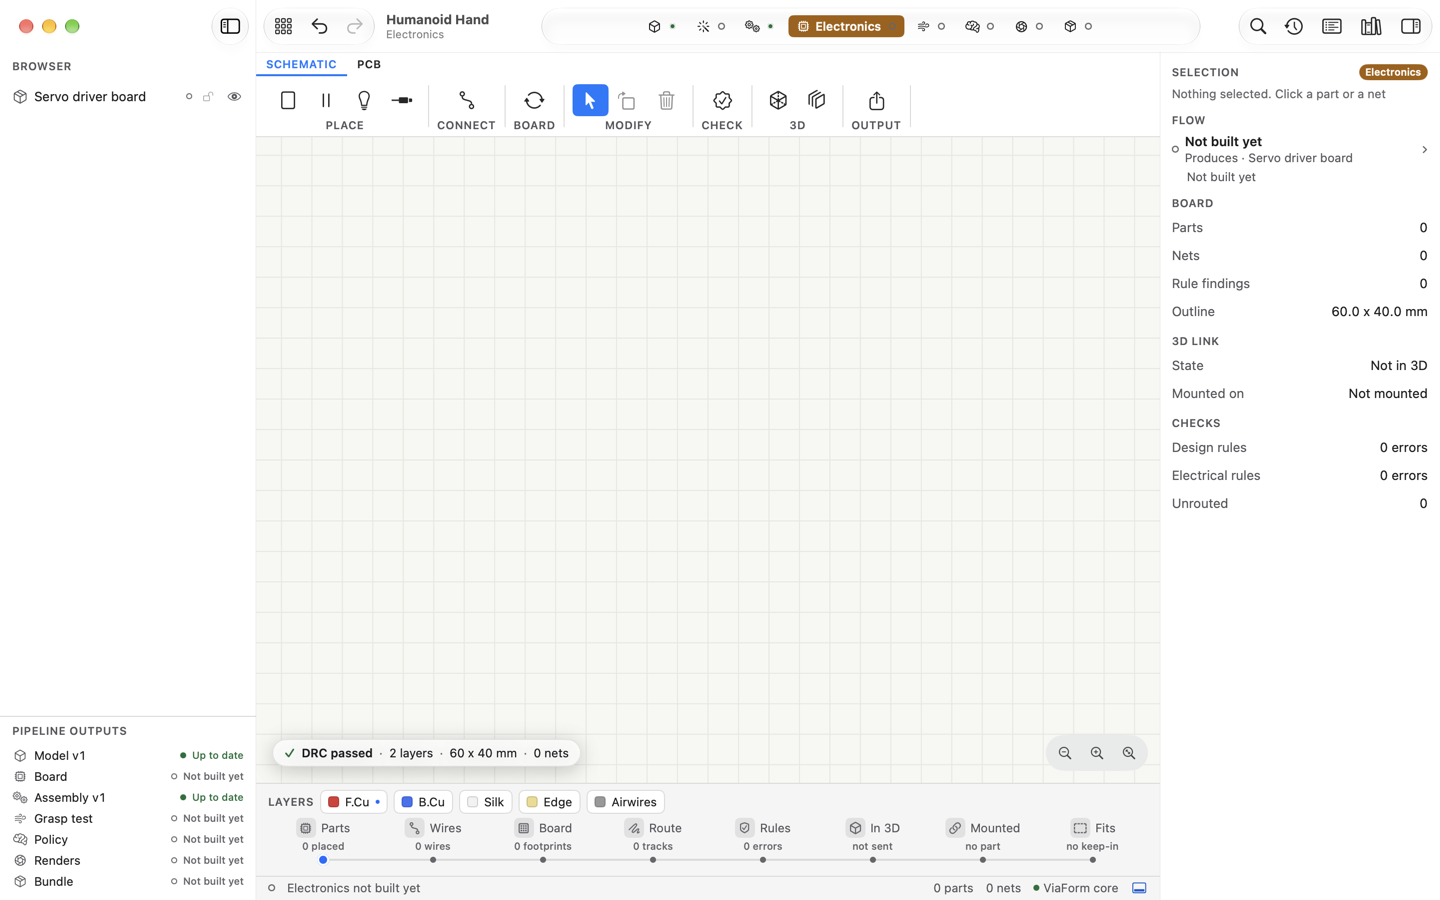 Humanoid Hand
Electronics
Electronics
BROWSER
Servo driver board
SCHEMATIC PCB
PLACE CONNECT BOARD MODIFY CHECK 3D OUTPUT
SELECTION Electronics
Nothing selected. Click a part or a net
FLOW
Not built yet
Produces · Servo driver board
Not built yet
BOARD
Parts 0
Nets 0
Rule findings 0
Outline 60.0 x 40.0 mm
3D LINK
State Not in 3D
Mounted on Not mounted
CHECKS
Design rules 0 errors
Electrical rules 0 errors
Unrouted 0
PIPELINE OUTPUTS
Model v1 Up to date
Board Not built yet
Assembly v1 Up to date
Grasp test Not built yet
Policy Not built yet
Renders Not built yet
Bundle Not built yet
DRC passed · 2 layers · 60 x 40 mm · 0 nets
LAYERS F.Cu B.Cu Silk Edge Airwires
Parts Wires Board Route Rules In 3D Mounted Fits
0 placed 0 wires 0 footprints 0 tracks 0 errors not sent no part no keep-in
Electronics not built yet 0 parts 0 nets ViaForm core